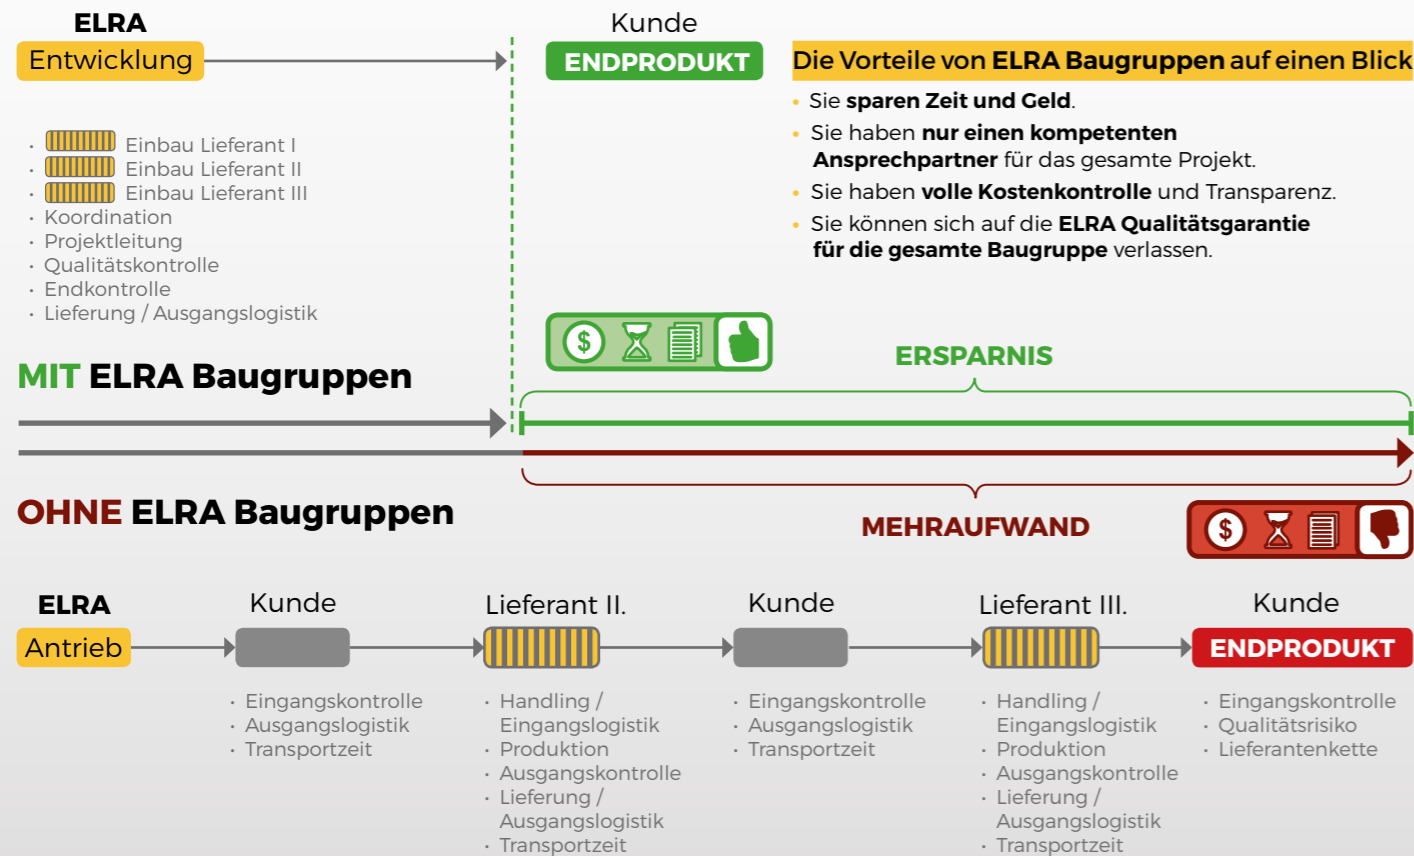 ELRA
Entwicklung
Kunde
ENDPRODUKT
· Einbau Lieferant I
· Einbau Lieferant II
· Einbau Lieferant III
· Koordination
· Projektleitung
· Qualitätskontrolle
· Endkontrolle
· Lieferung / Ausgangslogistik
Die Vorteile von ELRA Baugruppen auf einen Blick
• Sie sparen Zeit und Geld.
• Sie haben nur einen kompetenten
Ansprechpartner für das gesamte Projekt.
• Sie haben volle Kostenkontrolle und Transparenz.
• Sie können sich auf die ELRA Qualitätsgarantie
für die gesamte Baugruppe verlassen.
$
ERSPARNIS
MIT ELRA Baugruppen
OHNE ELRA Baugruppen
MEHRAUFWAND
$
ELRA
Antrieb
Kunde
· Eingangskontrolle
· Ausgangslogistik
· Transportzeit
Lieferant II.
· Handling /
Eingangslogistik
· Produktion
· Ausgangskontrolle
· Lieferung /
Ausgangslogistik
· Transportzeit
Kunde
· Eingangskontrolle
· Ausgangslogistik
· Transportzeit
Lieferant III.
· Handling /
Eingangslogistik
· Produktion
· Ausgangskontrolle
· Lieferung /
Ausgangslogistik
· Transportzeit
Kunde
ENDPRODUKT
· Eingangskontrolle
· Qualitätsrisiko
· Lieferantenkette